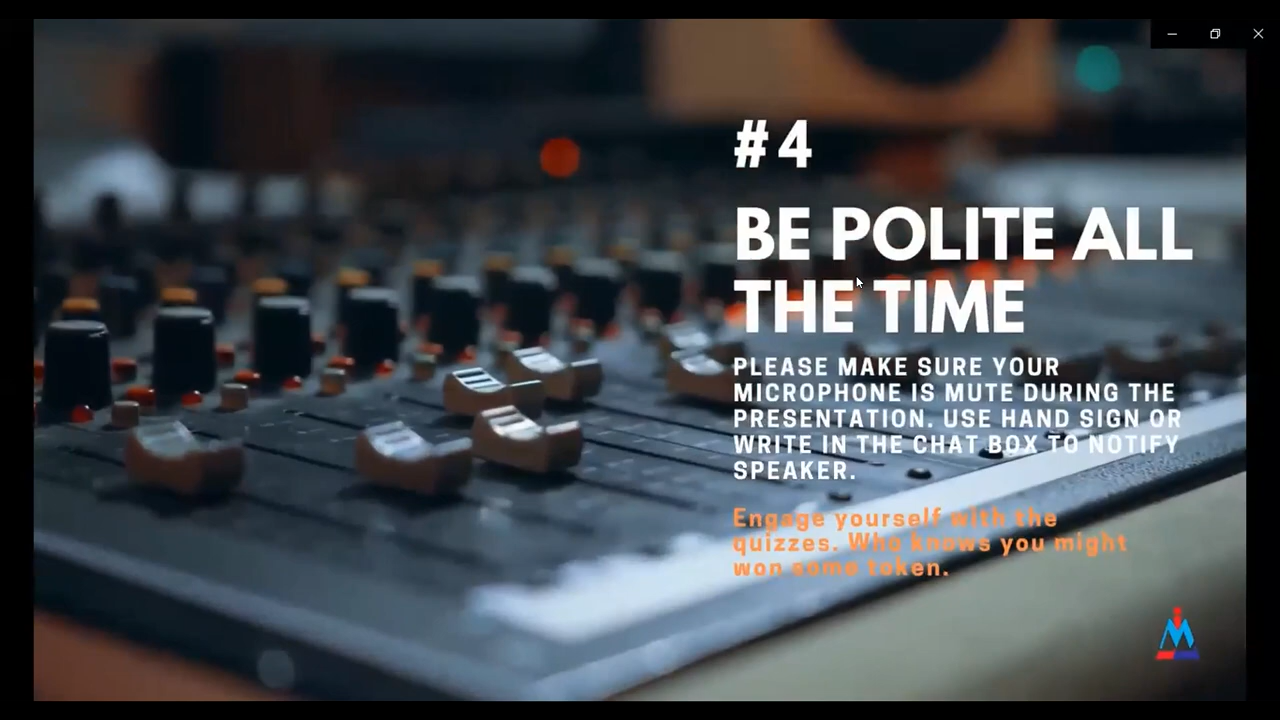 #4
BE POLITE ALL
THE TIME
PLEASE MAKE SURE YOUR
MICROPHONE IS MUTE DURING THE
PRESENTATION. USE HAND SIGN OR
WRITE IN THE CHAT BOX TO NOTIFY
SPEAKER.
Engage yourself with the
quizzes. Who knows you might
won some token.